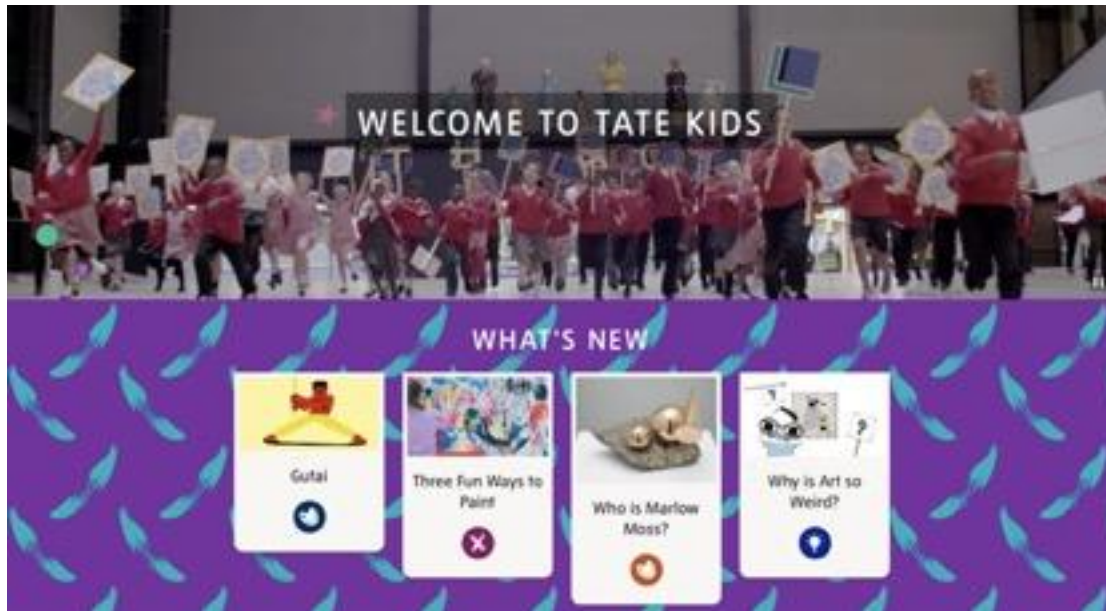 WELCOME TO TATE KIDS
WHAT'S NEW
Gutai
Three Fun Ways to
Paint
Who is Marlow
Moss?
Why is Art so
Weird?
?